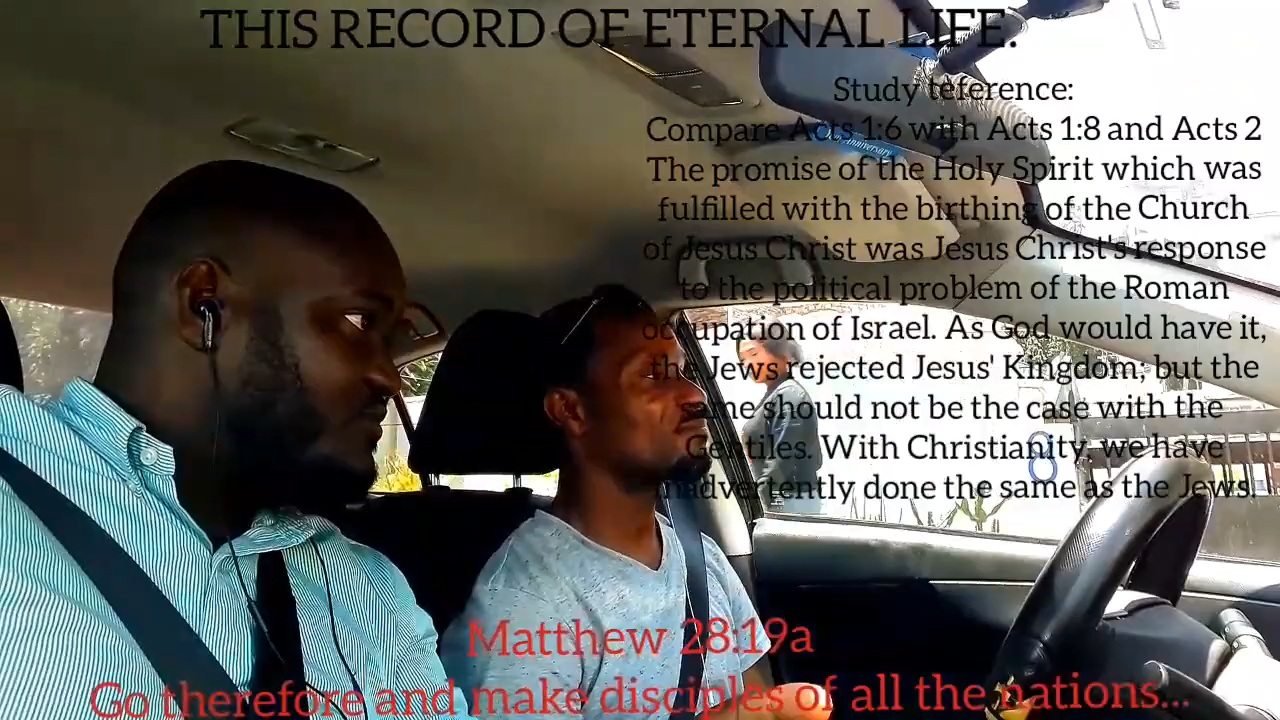 THIS RECORD OF ETERNAL LIFE.
Study teference:
Compare Acts 1:6 with Acts 1:8 and Acts 2
The promise of the Holy Spirit which was
fulfilled with the birthing of the Church
of Jesus Christ was Jesus Christ's response
to the political problem of the Roman
occupation of Israel. As God would have it,
the Jews rejected Jesus' Kingdom; but the
same should not be the case with the
Gentiles. With Christianity, we have
inadvertently done the same as the Jews.
Matthew 28:19a
Go therefore and make disciples of all the nations...